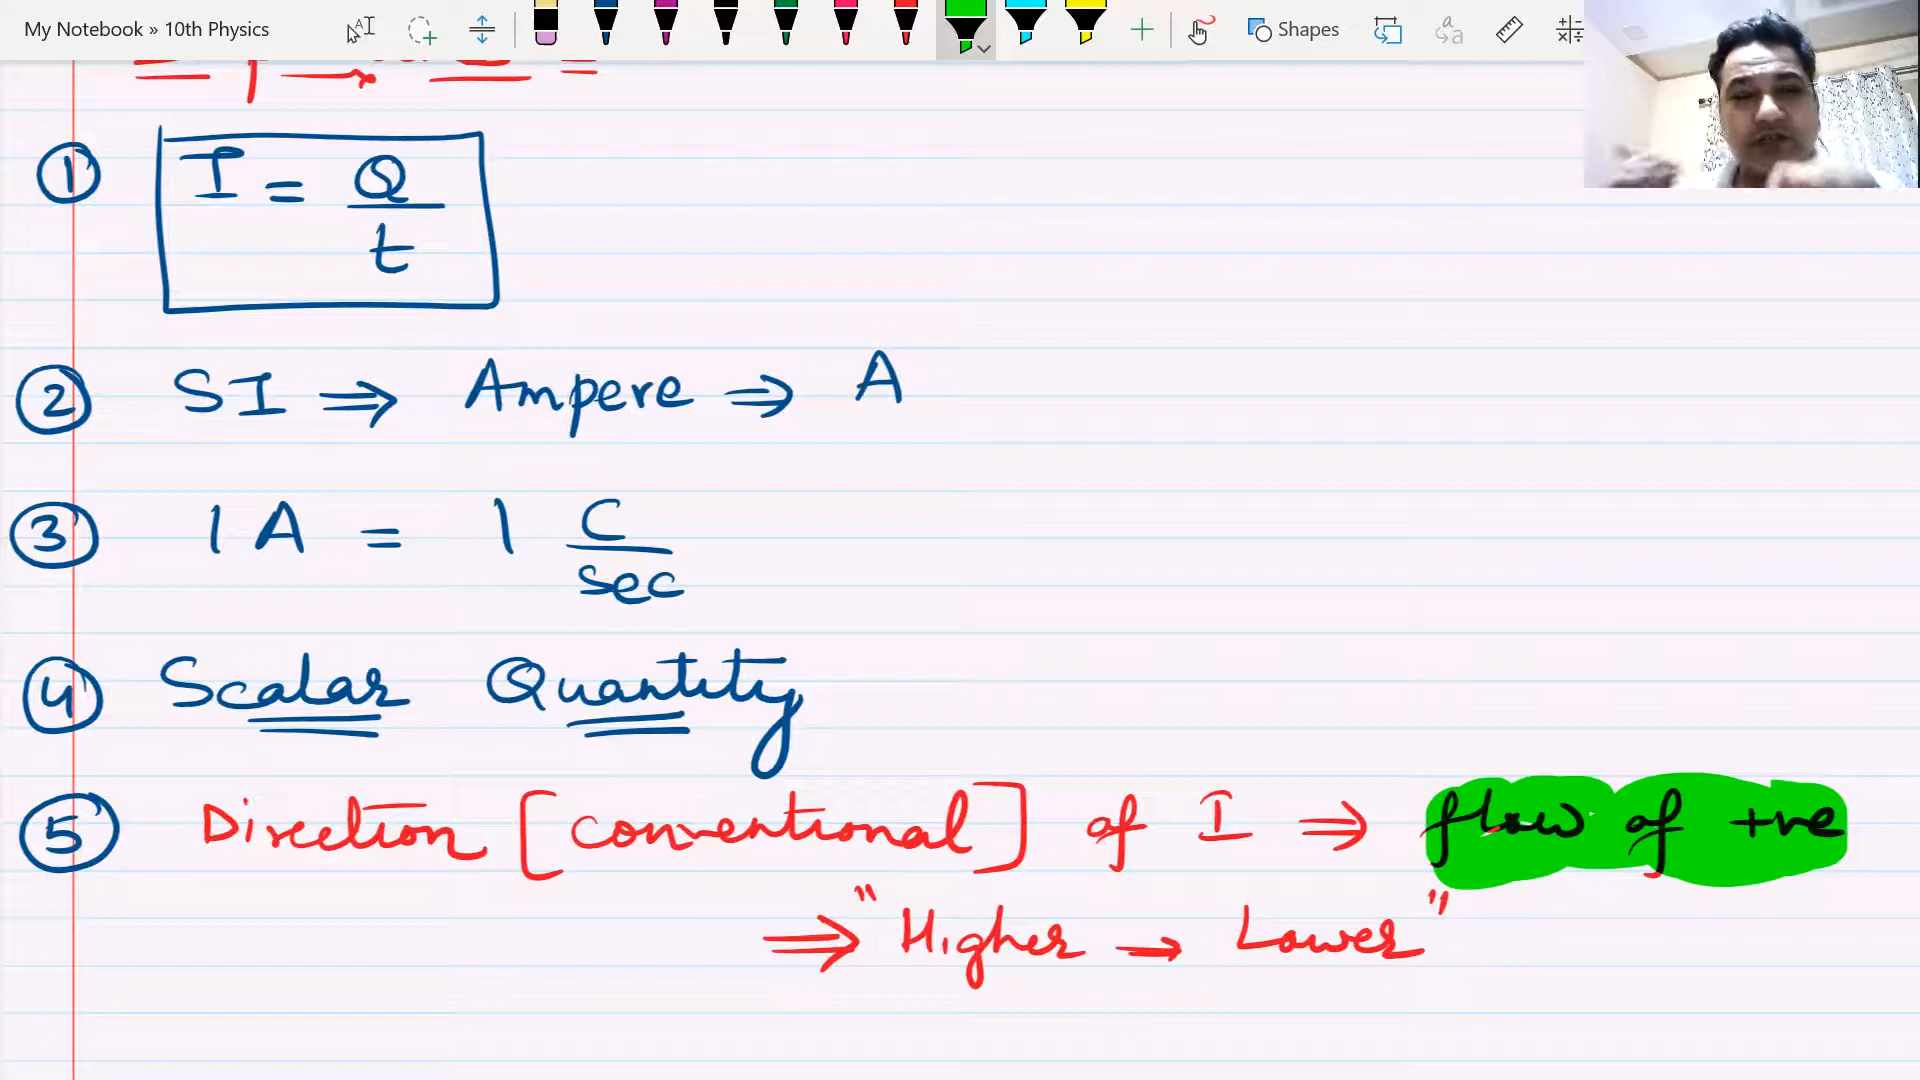 My Notebook » 10th Physics
Shapes
① I = Q/t
② SI ⇒ Ampere ⇒ A
③ 1 A = 1 C/sec
④ Scalar Quantity
⑤ Direction [conventional] of I ⇒ flow of +ve
⇒ "Higher → Lower"